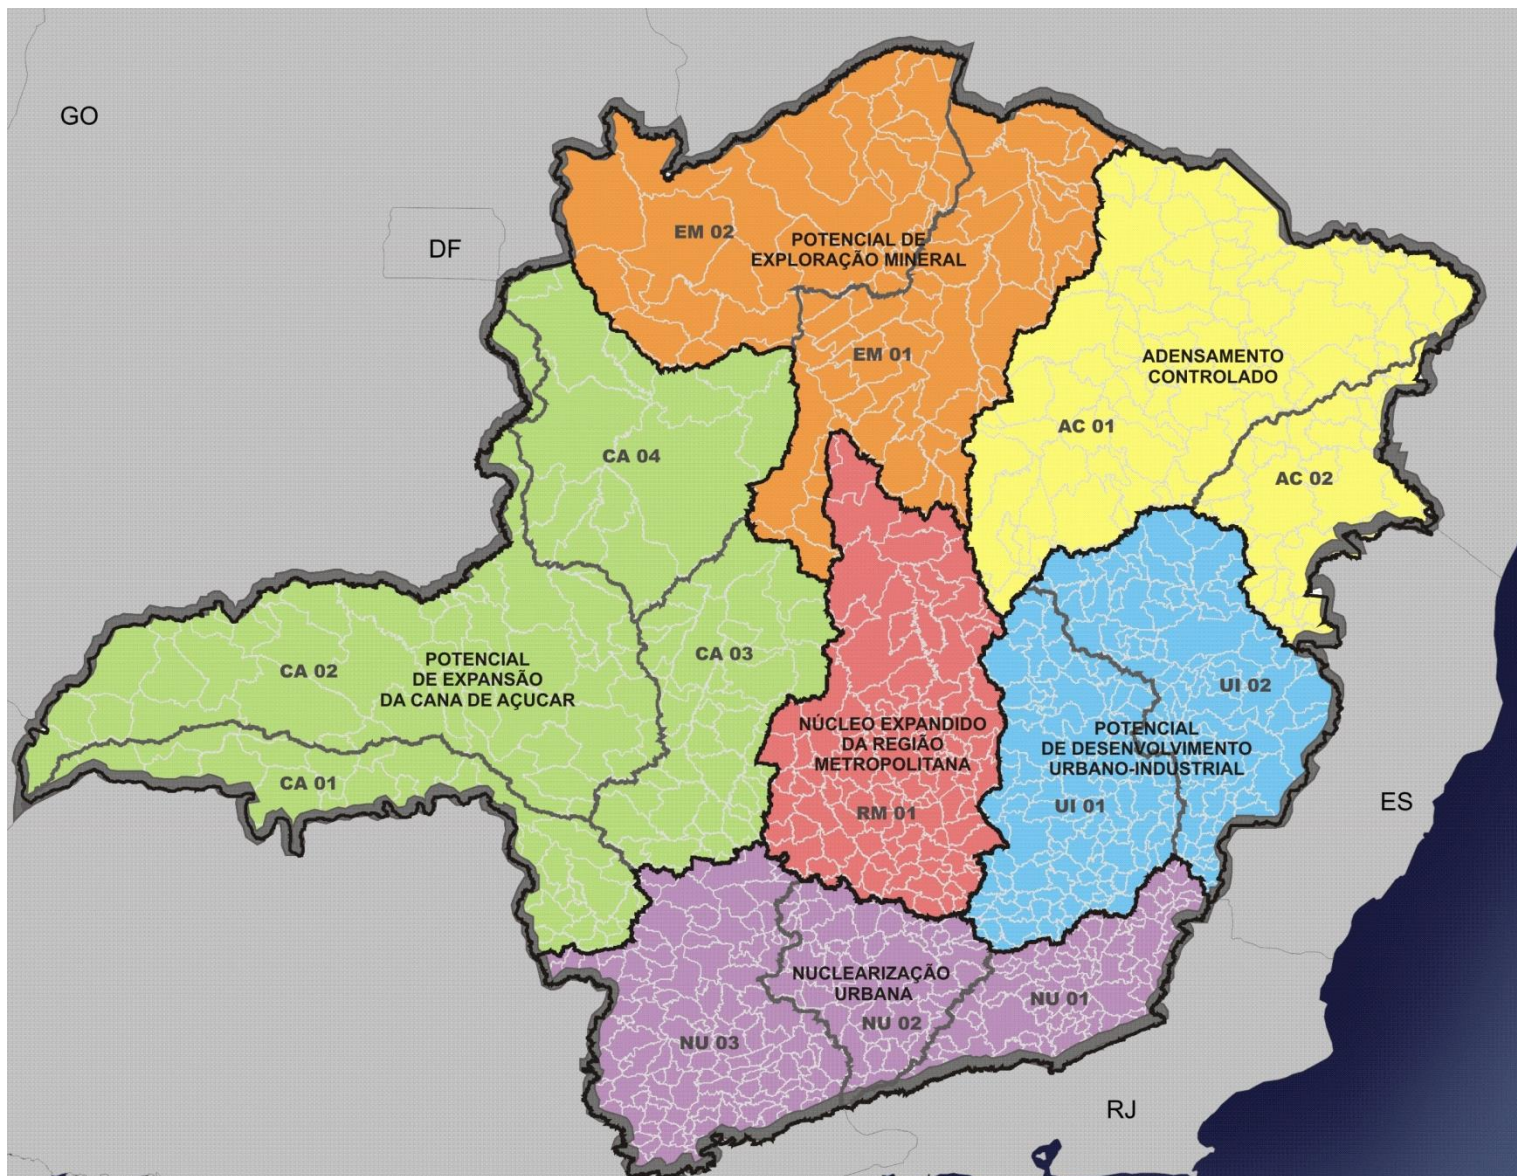 GO
DF
EM 02
POTENCIAL DE
EXPLORAÇÃO MINERAL
EM 01
ADENSAMENTO
CONTROLADO
AC 01
AC 02
CA 04
CA 03
CA 02
POTENCIAL
DE EXPANSÃO
DA CANA DE AÇUCAR
CA 01
NÚCLEO EXPANDIDO
DA REGIÃO
METROPOLITANA
RM 01
UI 02
POTENCIAL
DE DESENVOLVIMENTO
URBANO-INDUSTRIAL
UI 01
ES
NUCLEARIZAÇÃO
URBANA
NU 01
NU 02
NU 03
RJ